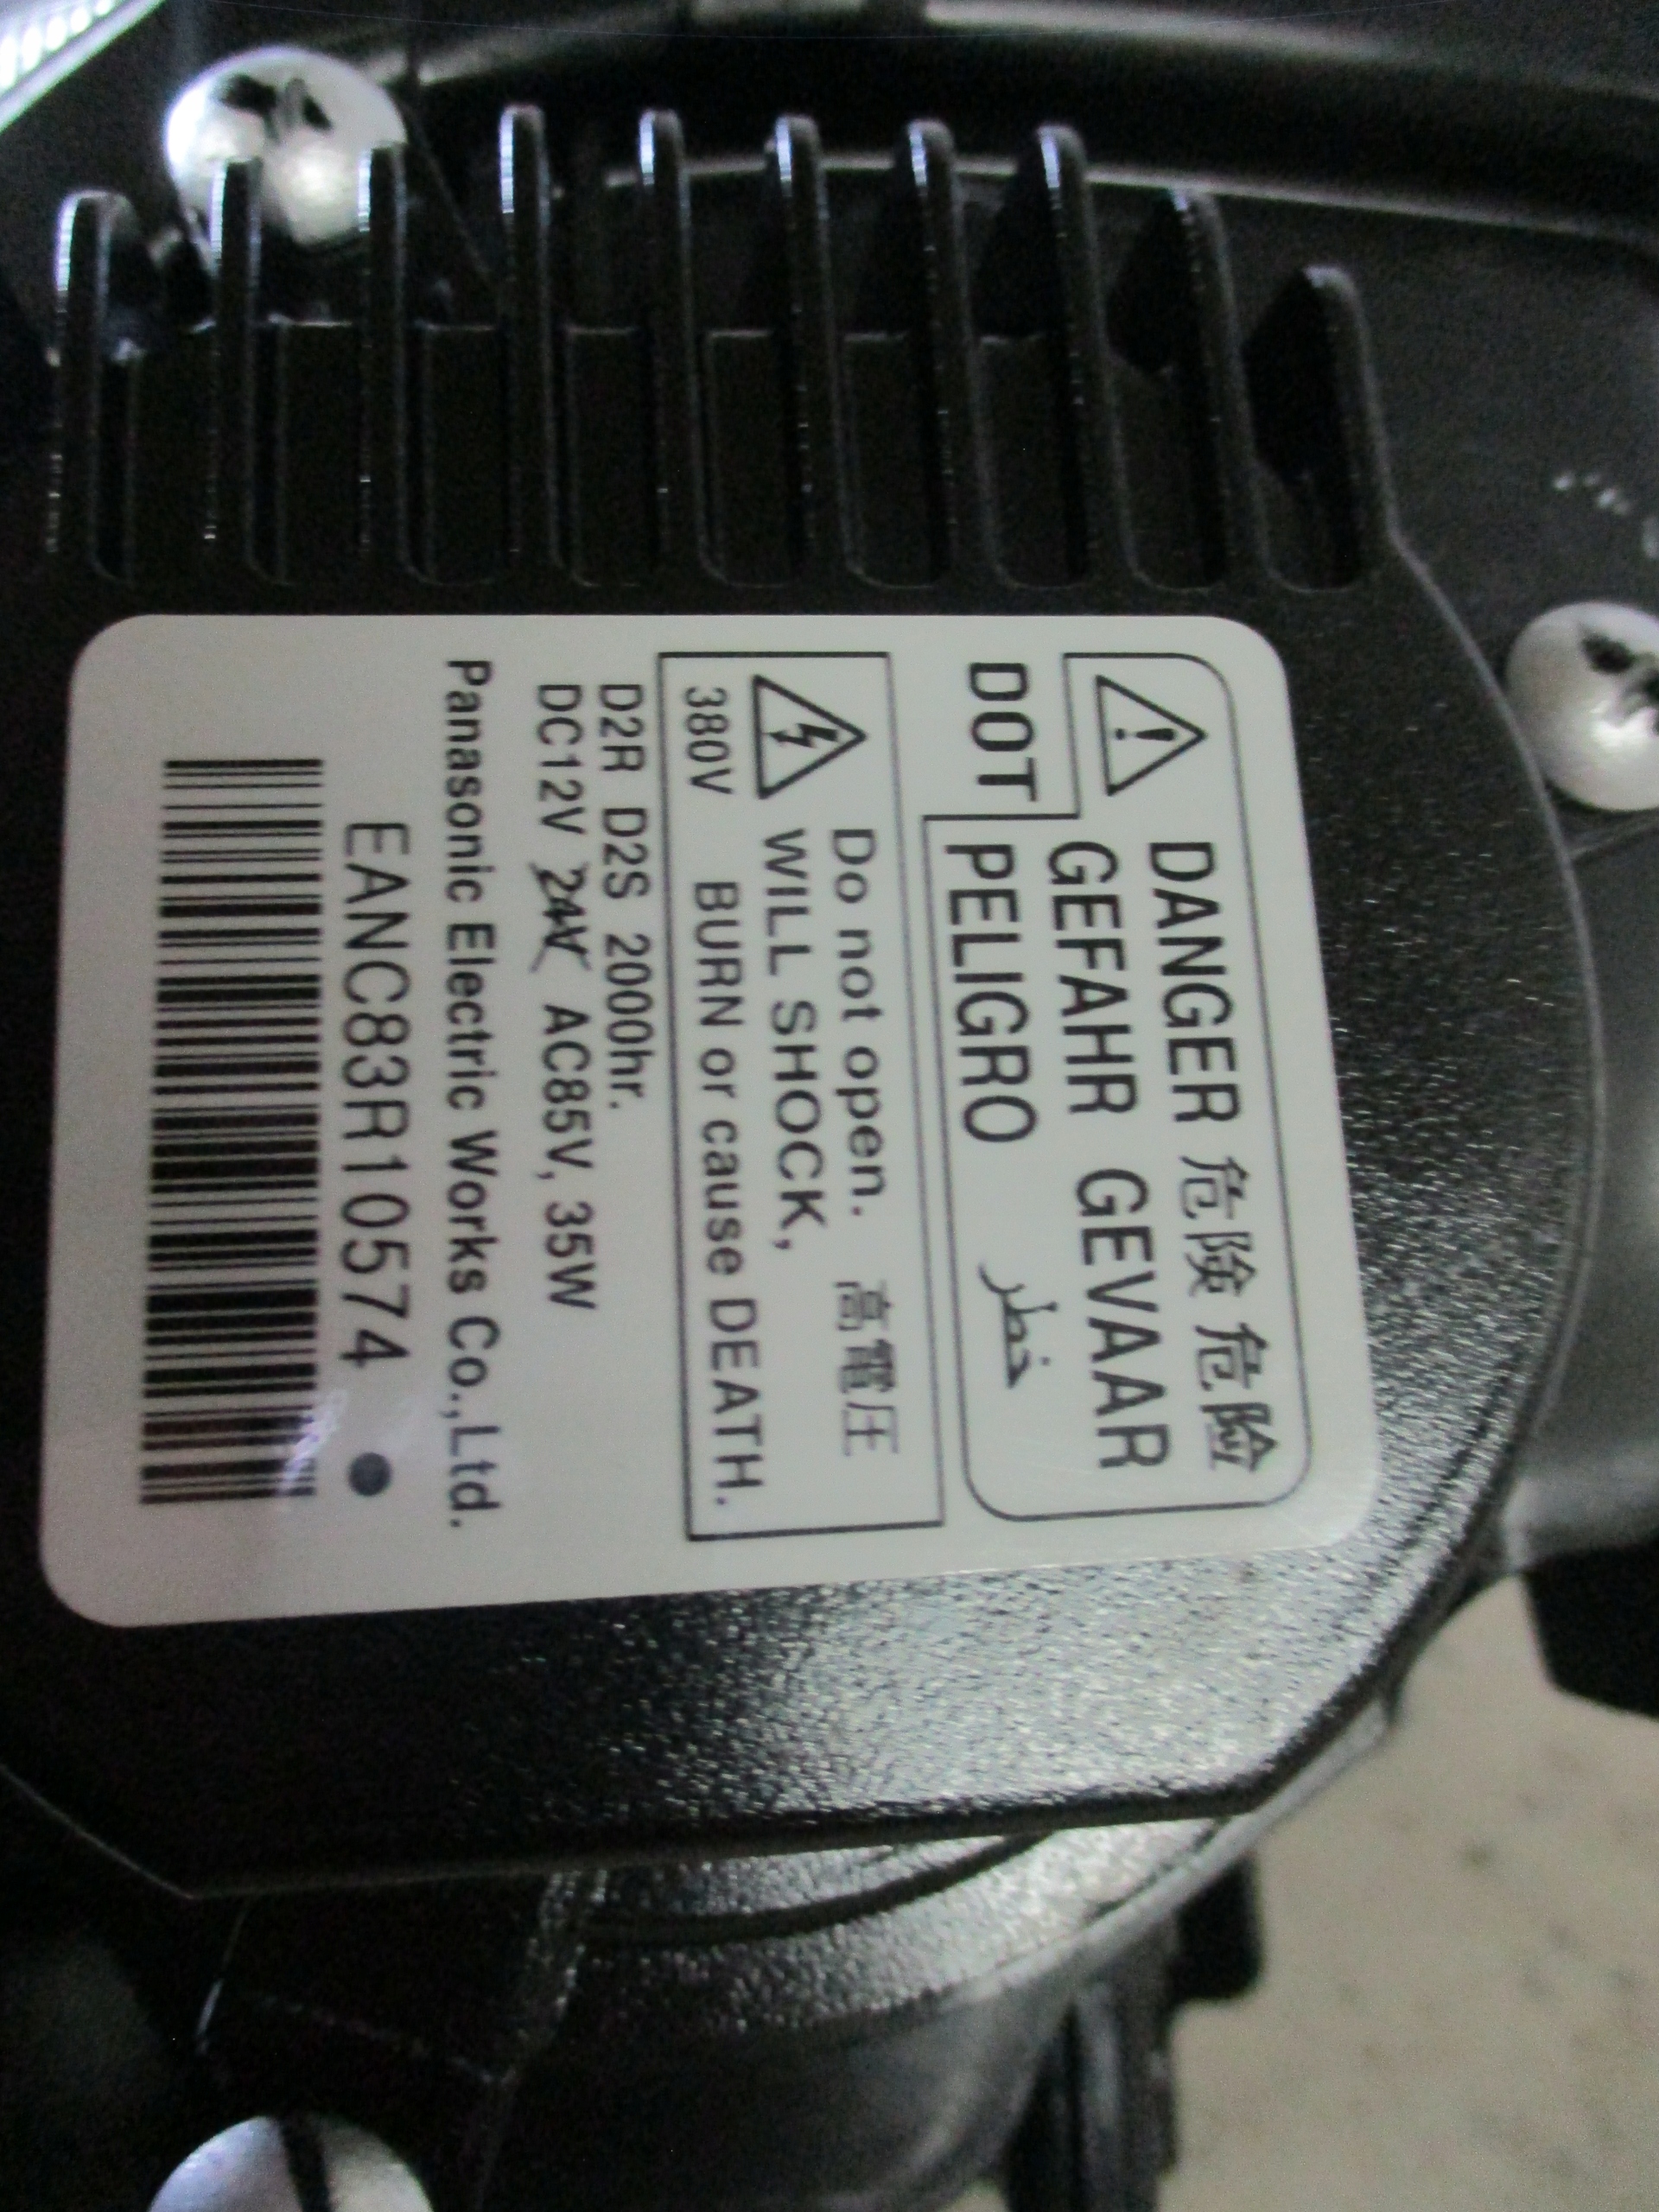 DANGER 危険 危险
GEFAHR GEVAAR
DOT PELIGRO خطر
Do not open. 高電圧
WILL SHOCK,
380V BURN or cause DEATH.
D2R D2S 2000hr.
DC12V 24V AC85V, 35W
Panasonic Electric Works Co.,Ltd.
EANC83R10574